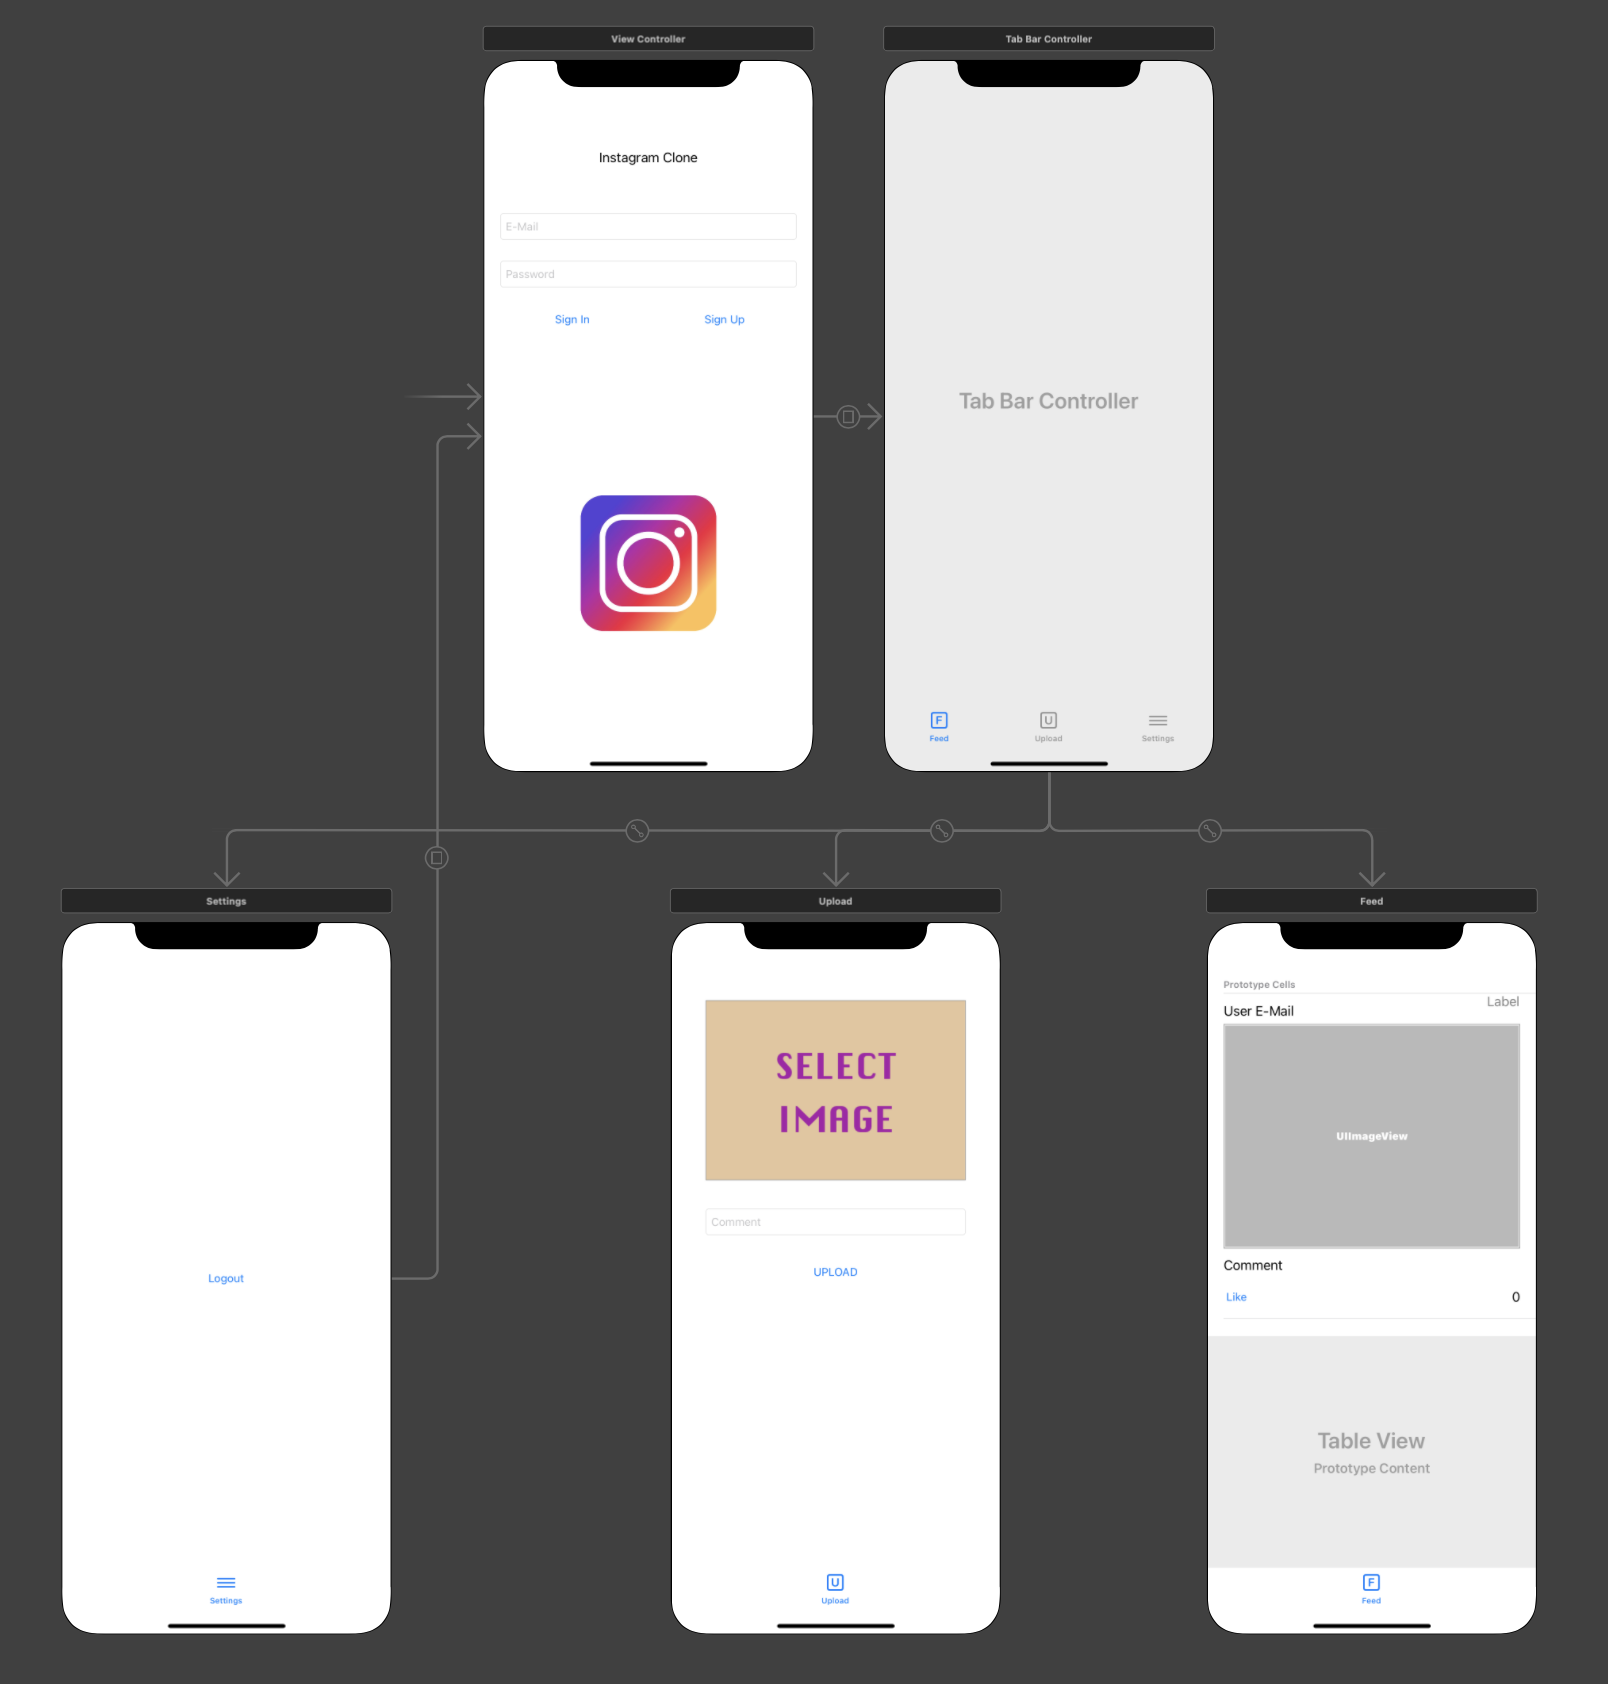 View Controller
Instagram Clone
E-Mail
Password
Sign In
Sign Up
Tab Bar Controller
Tab Bar Controller
F
Feed
U
Upload
Settings
Settings
Logout
Settings
Upload
SELECT
IMAGE
Comment
UPLOAD
U
Upload
Feed
Prototype Cells
Label
User E-Mail
UIImageView
Comment
Like
0
Table View
Prototype Content
F
Feed